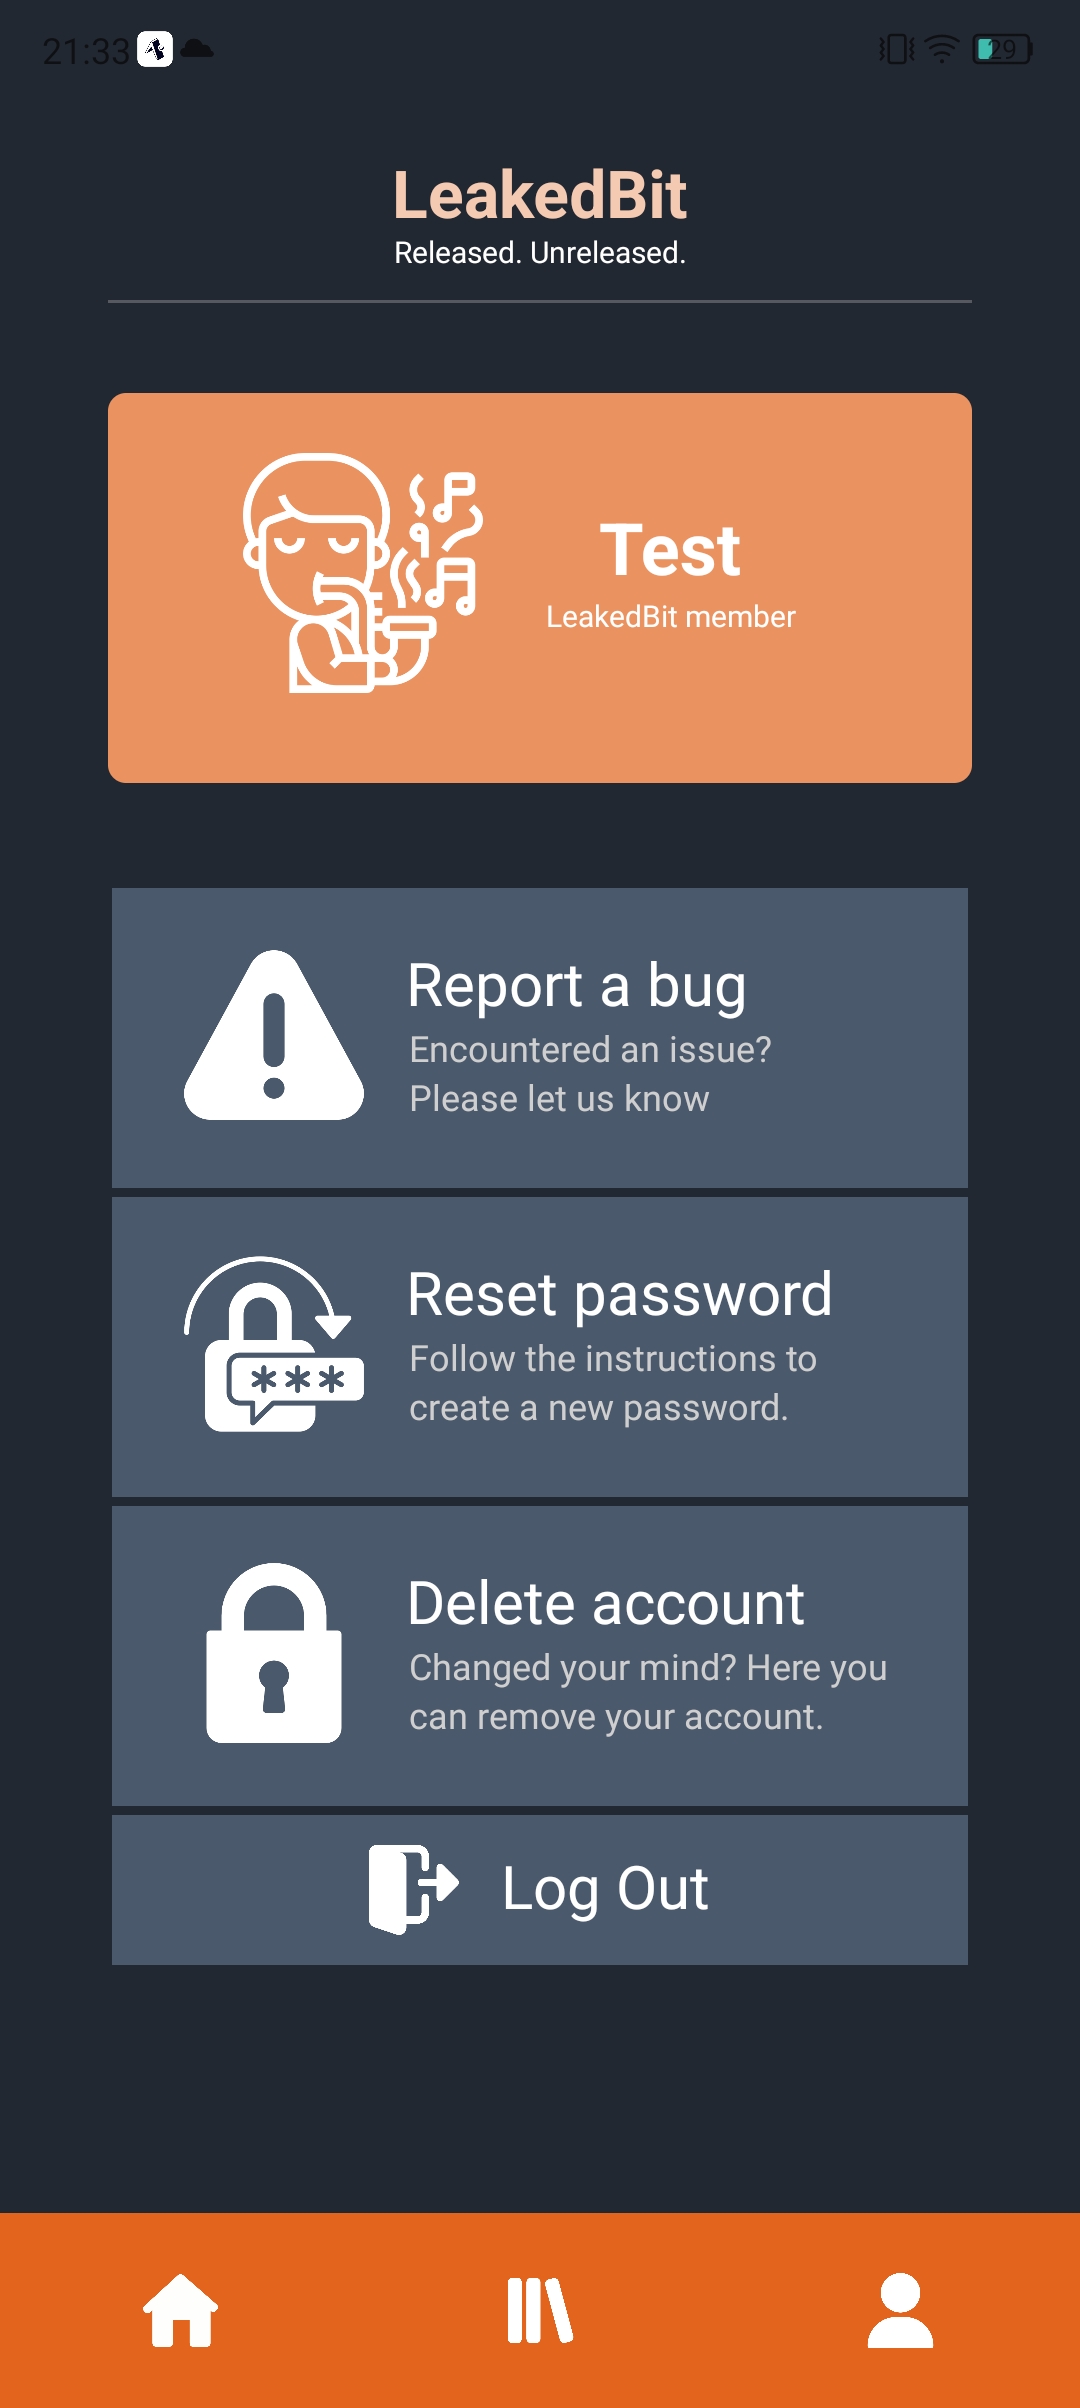 21:33
29
LeakedBit
Released. Unreleased.
Test
LeakedBit member
Report a bug
Encountered an issue?
Please let us know
Reset password
Follow the instructions to
create a new password.
***
Delete account
Changed your mind? Here you
can remove your account.
Log Out